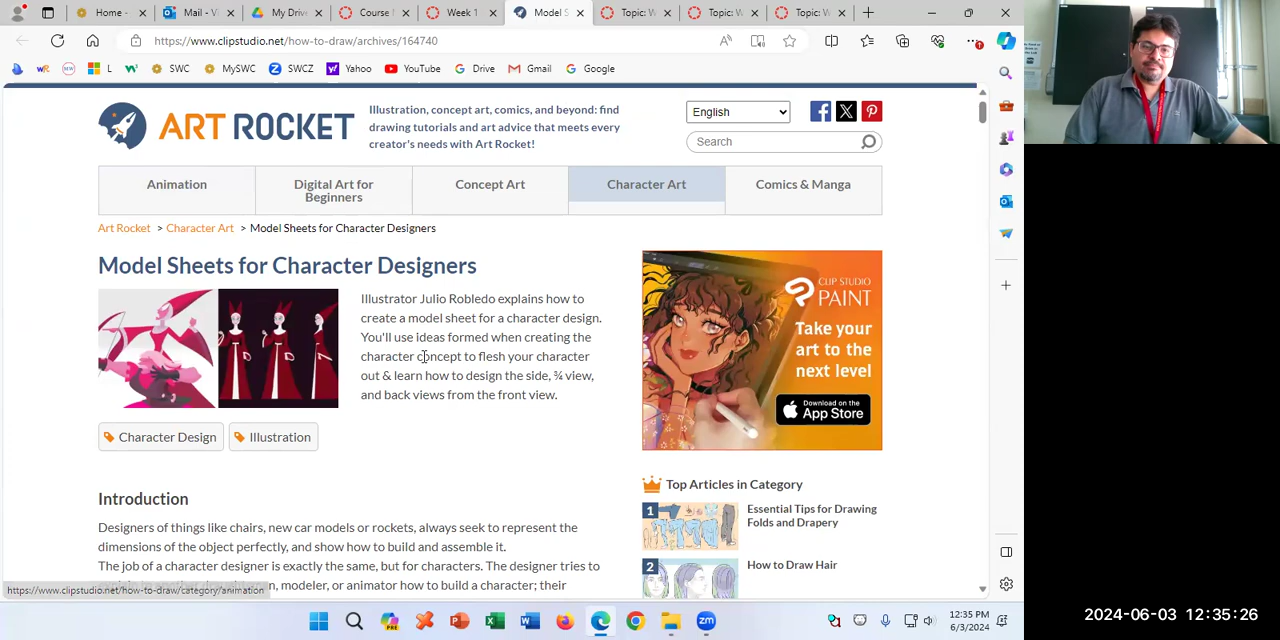 Home -
Mail - V
My Driv
Course
Week 1
Model S
Topic: W
Topic: W
Topic: W
https://www.clipstudio.net/how-to-draw/archives/164740
L
SWC
MySWC
SWCZ
Yahoo
YouTube
Drive
Gmail
Google
ART ROCKET
Illustration, concept art, comics, and beyond: find
drawing tutorials and art advice that meets every
creator's needs with Art Rocket!
English
Search
Animation
Digital Art for
Beginners
Concept Art
Character Art
Comics & Manga
Art Rocket > Character Art > Model Sheets for Character Designers
Model Sheets for Character Designers
Illustrator Julio Robledo explains how to
create a model sheet for a character design.
You'll use ideas formed when creating the
character concept to flesh your character
out & learn how to design the side, ¾ view,
and back views from the front view.
Character Design
Illustration
CLIP STUDIO
PAINT
Take your
art to the
next level
Download on the
App Store
Introduction
Designers of things like chairs, new car models or rockets, always seek to represent the
dimensions of the object perfectly, and show how to build and assemble it.
The job of a character designer is exactly the same, but for characters. The designer tries to
, modeler, or animator how to build a character; their
Top Articles in Category
1
Essential Tips for Drawing
Folds and Drapery
2
How to Draw Hair
https://www.clipstudio.net/how-to-draw/category/animation
12:35 PM
6/3/2024
2024-06-03 12:35:26